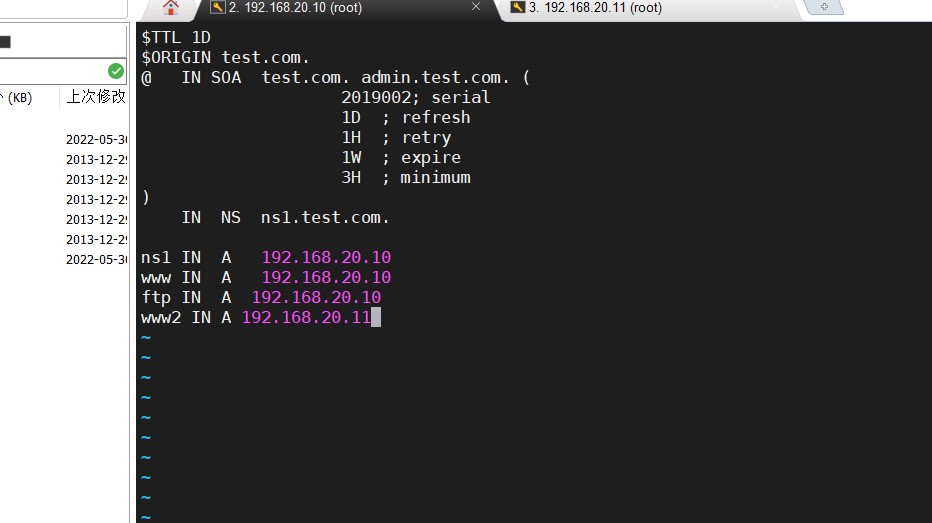 2. 192.168.20.10 (root)
3. 192.168.20.11 (root)
(KB)
上次修改
2022-05-3
2013-12-2
2013-12-2
2013-12-2
2013-12-2
2013-12-2
2022-05-3
$TTL 1D
$ORIGIN test.com.
@ IN SOA test.com. admin.test.com. (
2019002; serial
1D ; refresh
1H ; retry
1W ; expire
3H ; minimum
)
IN NS ns1.test.com.
ns1 IN A 192.168.20.10
www IN A 192.168.20.10
ftp IN A 192.168.20.10
www2 IN A 192.168.20.11
~
~
~
~
~
~
~
~
~
~